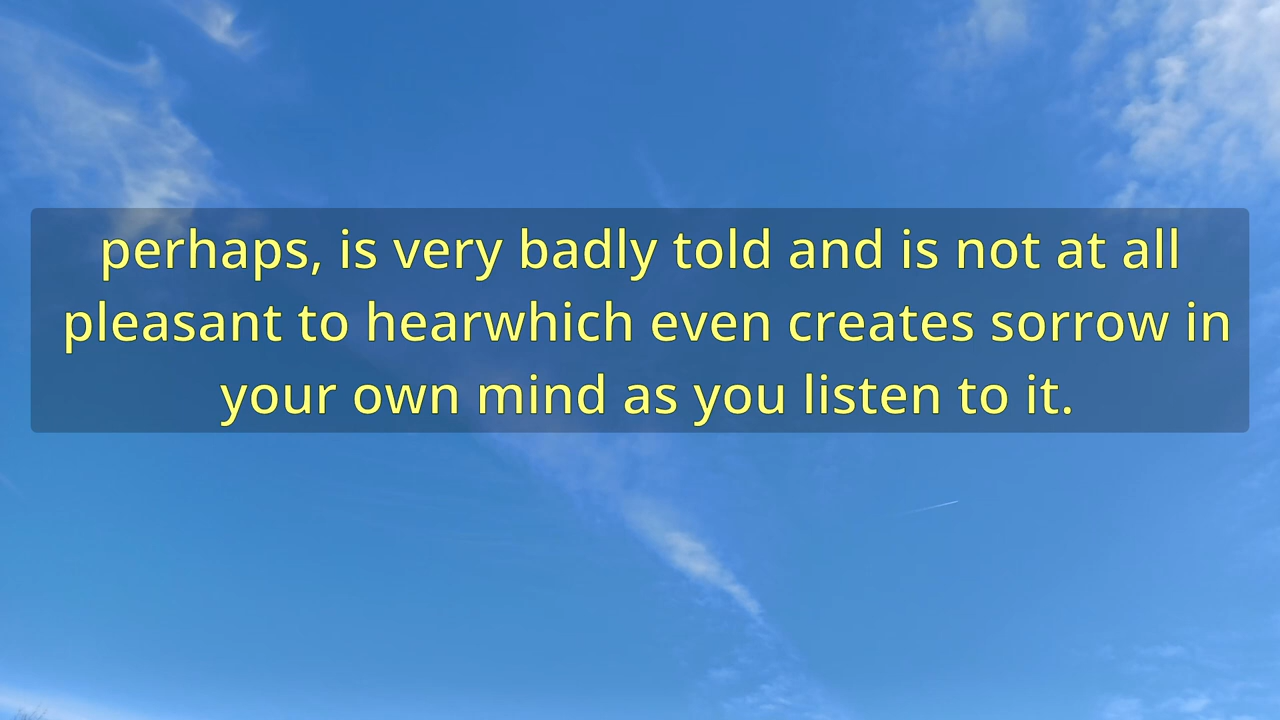 perhaps, is very badly told and is not at all
pleasant to hearwhich even creates sorrow in
your own mind as you listen to it.